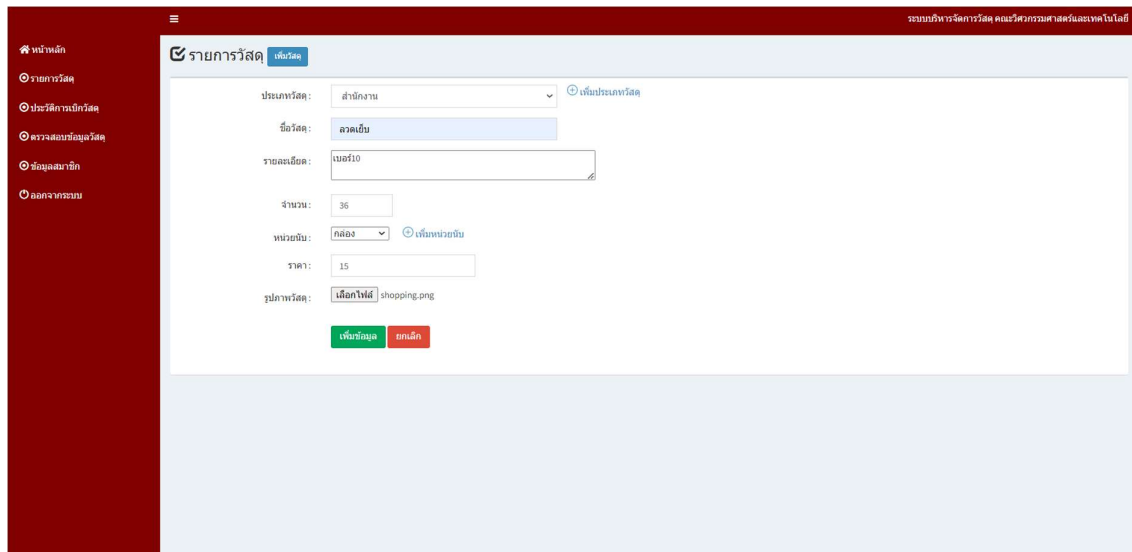 ระบบบริหารจัดการวัสดุ คณะวิศวกรรมศาสตร์และเทคโนโลยี
หน้าหลัก
รายการวัสดุ
ประวัติการเบิกวัสดุ
ตรวจสอบข้อมูลวัสดุ
ข้อมูลสมาชิก
ออกจากระบบ
รายการวัสดุ เพิ่มวัสดุ
ประเภทวัสดุ : สำนักงาน เพิ่มประเภทวัสดุ
ชื่อวัสดุ : ลวดเย็บ
รายละเอียด : เบอร์10
จำนวน : 36
หน่วยนับ : กล่อง เพิ่มหน่วยนับ
ราคา : 15
รูปภาพวัสดุ : เลือกไฟล์ shopping.png
เพิ่มข้อมูล ยกเลิก